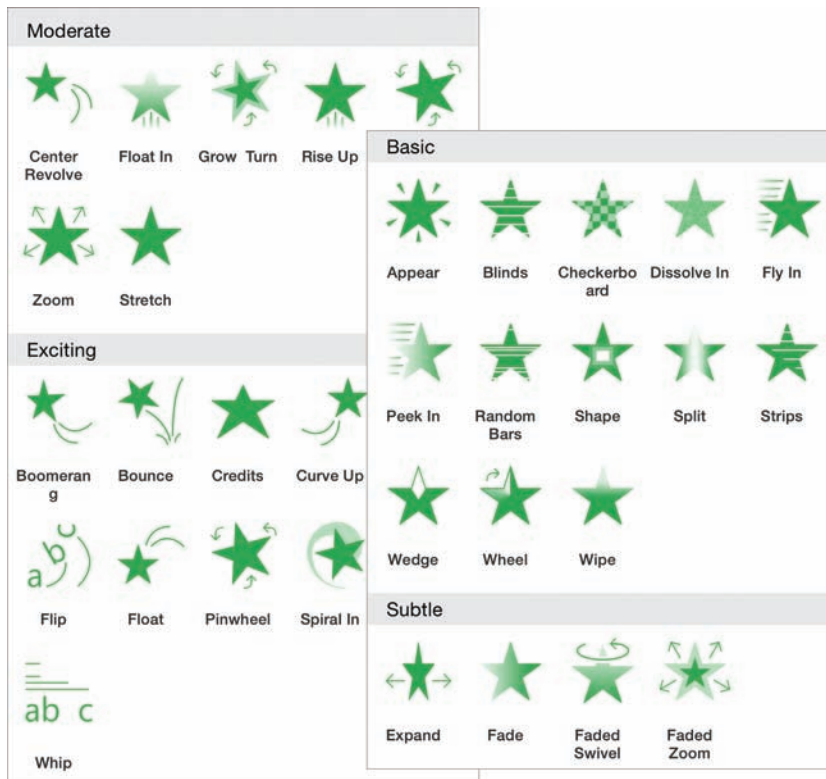 Moderate
Center
Revolve
Float In
Grow Turn
Rise Up
Zoom
Stretch
Exciting
Boomeran
g
Bounce
Credits
Curve Up
a b c
Flip
Float
Pinwheel
Spiral In
ab c
Whip
Basic
Appear
Blinds
Checkerbo
ard
Dissolve In
Fly In
Peek In
Random
Bars
Shape
Split
Strips
Wedge
Wheel
Wipe
Subtle
Expand
Fade
Faded
Swivel
Faded
Zoom